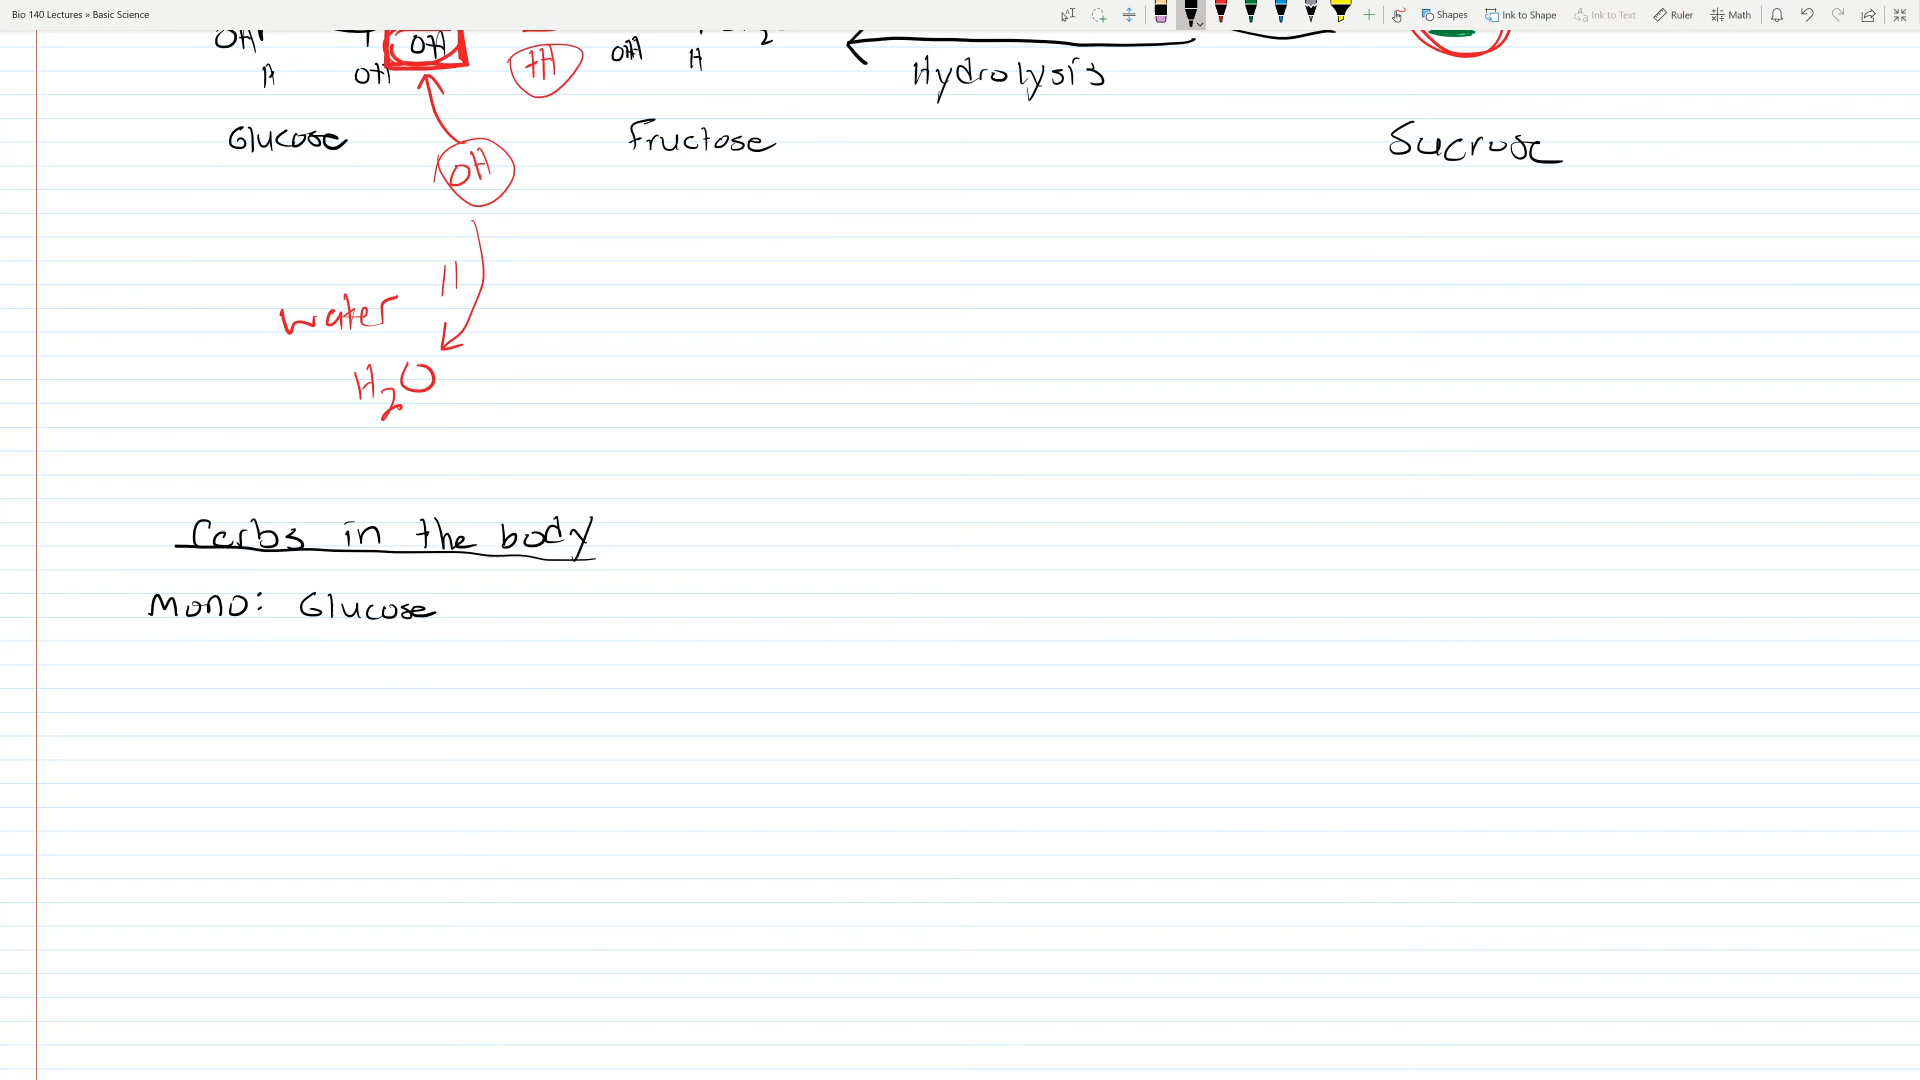 Bio 140 Lectures » Basic Science
Shapes Ink to Shape Ink to Text Ruler Math
OH OH
H OH H OH H
Hydrolysis
Glucose Fructose Sucrose
OH
water
H2O
Carbs in the body
Mono: Glucose